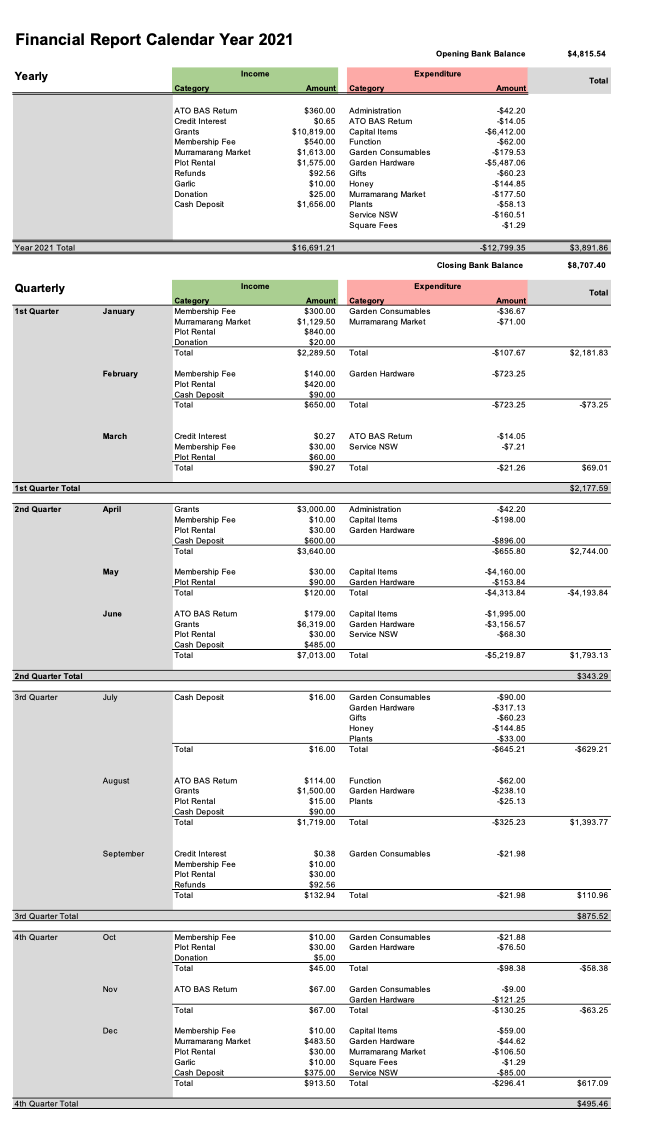 Financial Report Calendar Year 2021
Opening Bank Balance $4,815.54
Yearly Income Expenditure Total
Category Amount Category Amount
ATO BAS Return $360.00 Administration -$42.20
Credit Interest $0.65 ATO BAS Return -$14.05
Grants $10,819.00 Capital Items -$6,412.00
Membership Fee $540.00 Function -$62.00
Murramarang Market $1,613.00 Garden Consumables -$179.53
Plot Rental $1,575.00 Garden Hardware -$5,487.06
Refunds $92.56 Gifts -$60.23
Garlic $10.00 Honey -$144.85
Donation $25.00 Murramarang Market -$177.50
Cash Deposit $1,656.00 Plants -$58.13
Service NSW -$160.51
Square Fees -$1.29
Year 2021 Total $16,691.21 -$12,799.35 $3,891.86
Closing Bank Balance $8,707.40
Quarterly Income Expenditure Total
Category Amount Category Amount
1st Quarter January Membership Fee $300.00 Garden Consumables -$36.67
Murramarang Market $1,129.50 Murramarang Market -$71.00
Plot Rental $840.00
Donation $20.00
Total $2,289.50 Total -$107.67 $2,181.83
February Membership Fee $140.00 Garden Hardware -$723.25
Plot Rental $420.00
Cash Deposit $90.00
Total $650.00 Total -$723.25 -$73.25
March Credit Interest $0.27 ATO BAS Return -$14.05
Membership Fee $30.00 Service NSW -$7.21
Plot Rental $60.00
Total $90.27 Total -$21.26 $69.01
1st Quarter Total $2,177.59
2nd Quarter April Grants $3,000.00 Administration -$42.20
Membership Fee $10.00 Capital Items -$198.00
Plot Rental $30.00 Garden Hardware
Cash Deposit $600.00 -$896.00
Total $3,640.00 -$655.80 $2,744.00
May Membership Fee $30.00 Capital Items -$4,160.00
Plot Rental $90.00 Garden Hardware -$153.84
Total $120.00 Total -$4,313.84 -$4,193.84
June ATO BAS Return $179.00 Capital Items -$1,995.00
Grants $6,319.00 Garden Hardware -$3,156.57
Plot Rental $30.00 Service NSW -$68.30
Cash Deposit $485.00
Total $7,013.00 Total -$5,219.87 $1,793.13
2nd Quarter Total $343.29
3rd Quarter July Cash Deposit $16.00 Garden Consumables -$90.00
Garden Hardware -$317.13
Gifts -$60.23
Honey -$144.85
Plants -$33.00
Total $16.00 Total -$645.21 -$629.21
August ATO BAS Return $114.00 Function -$62.00
Grants $1,500.00 Garden Hardware -$238.10
Plot Rental $15.00 Plants -$25.13
Cash Deposit $90.00
Total $1,719.00 Total -$325.23 $1,393.77
September Credit Interest $0.38 Garden Consumables -$21.98
Membership Fee $10.00
Plot Rental $30.00
Refunds $92.56
Total $132.94 Total -$21.98 $110.96
3rd Quarter Total $875.52
4th Quarter Oct Membership Fee $10.00 Garden Consumables -$21.88
Plot Rental $30.00 Garden Hardware -$76.50
Donation $5.00
Total $45.00 Total -$98.38 -$58.38
Nov ATO BAS Return $67.00 Garden Consumables -$9.00
Garden Hardware -$121.25
Total $67.00 Total -$130.25 -$63.25
Dec Membership Fee $10.00 Capital Items -$59.00
Murramarang Market $483.50 Garden Hardware -$44.62
Plot Rental $30.00 Murramarang Market -$106.50
Garlic $10.00 Square Fees -$1.29
Cash Deposit $375.00 Service NSW -$85.00
Total $913.50 Total -$296.41 $617.09
4th Quarter Total $495.46